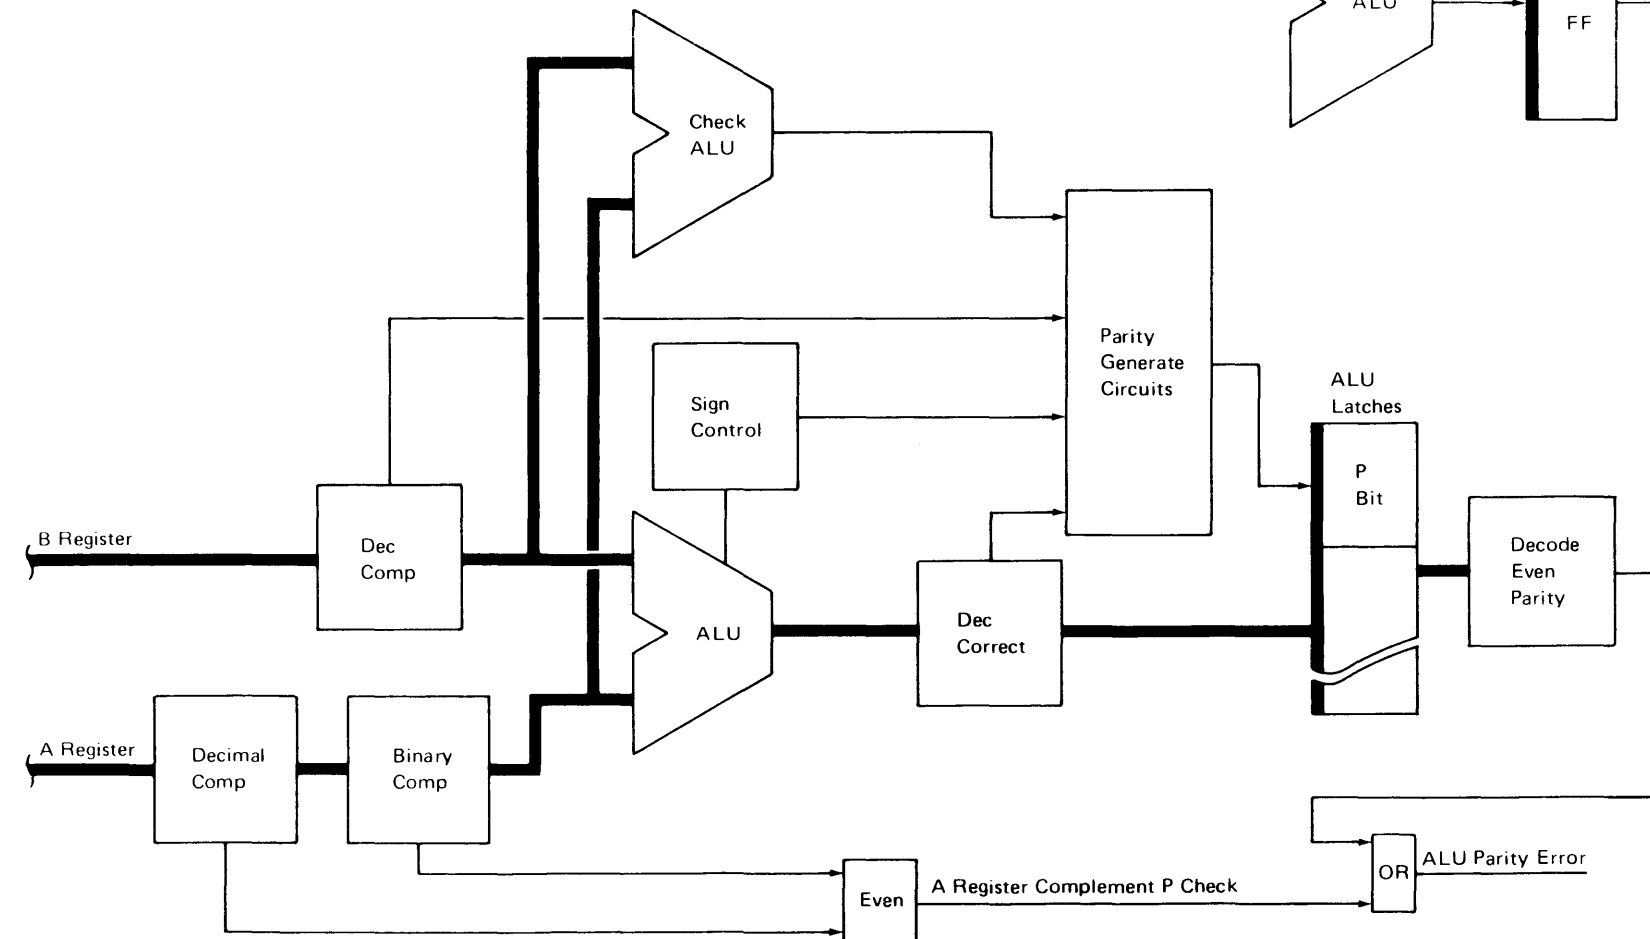 ALU
FF
Check
ALU
Parity
Generate
Circuits
ALU
Latches
Sign
Control
P
Bit
B Register
Dec
Comp
Decode
Even
Parity
ALU
Dec
Correct
A Register
Decimal
Comp
Binary
Comp
OR
ALU Parity Error
Even
A Register Complement P Check